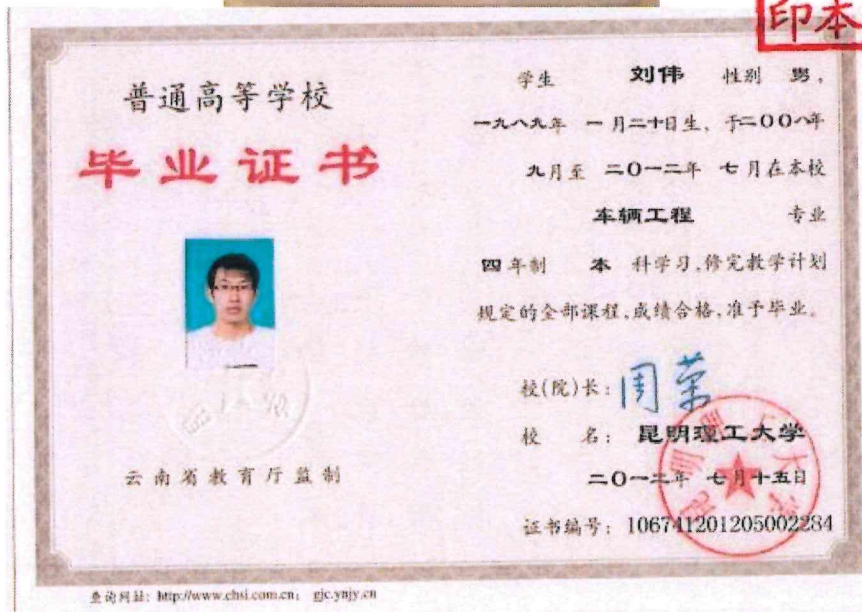 印本
普通高等学校
毕业证书
云南省教育厅监制
学生 刘伟 性别 男,
一九八九年 一月二十日生、于二〇〇八年
九月至 二〇一二年 七月在本校
车辆工程 专业
四年制 本 科学习,修完教学计划
规定的全部课程,成绩合格,准予毕业。
校(院)长: 周荣
校 名: 昆明理工大学
二〇一二年 七月十五日
证书编号: 106741201205002284
查询网址: http://www.chsi.com.cn; gjc.ynjy.cn